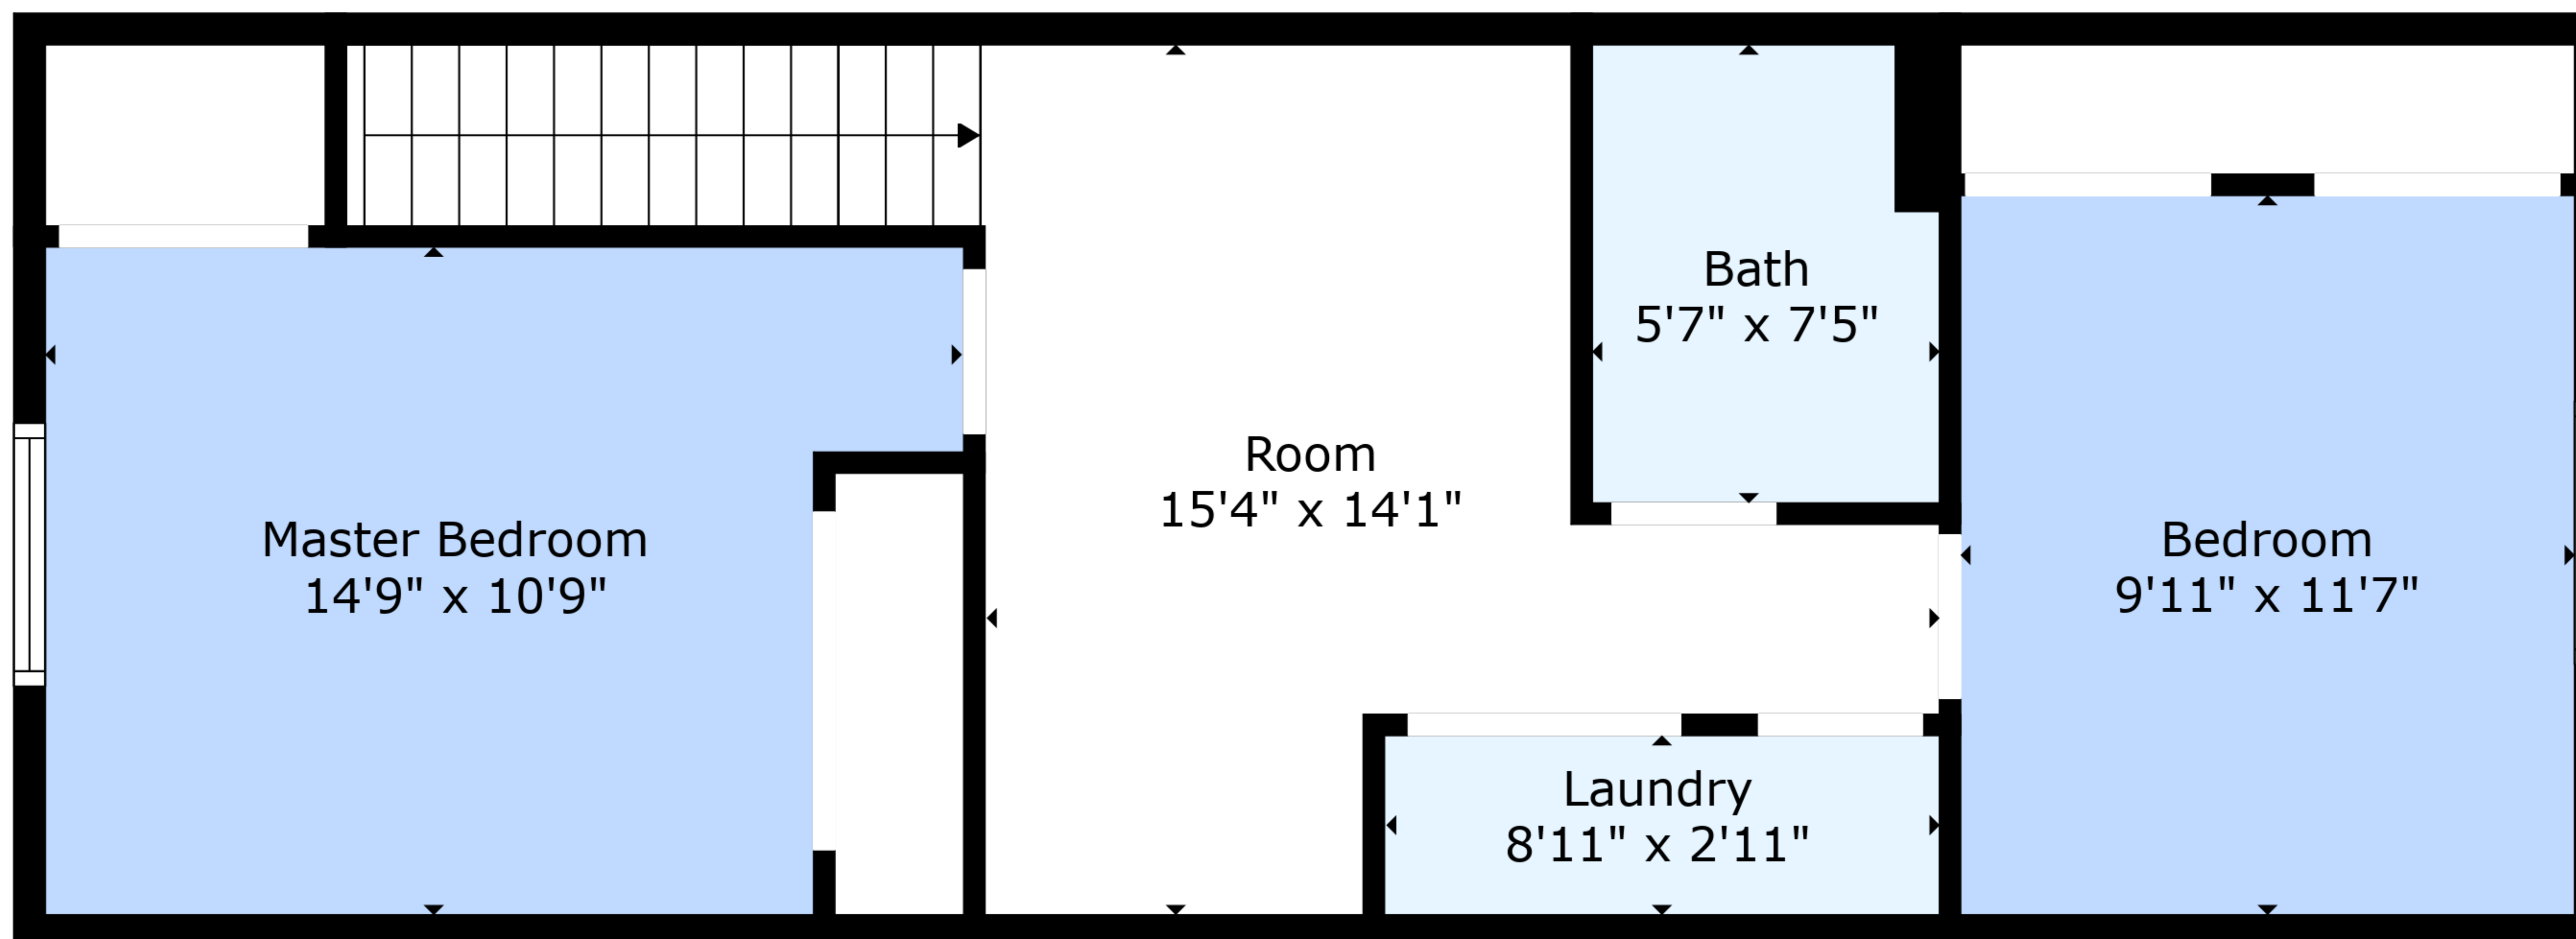 Bath
5'7" x 7'5"
Room
15'4" x 14'1"
Master Bedroom
14'9" x 10'9"
Bedroom
9'11" x 11'7"
Laundry
8'11" x 2'11"